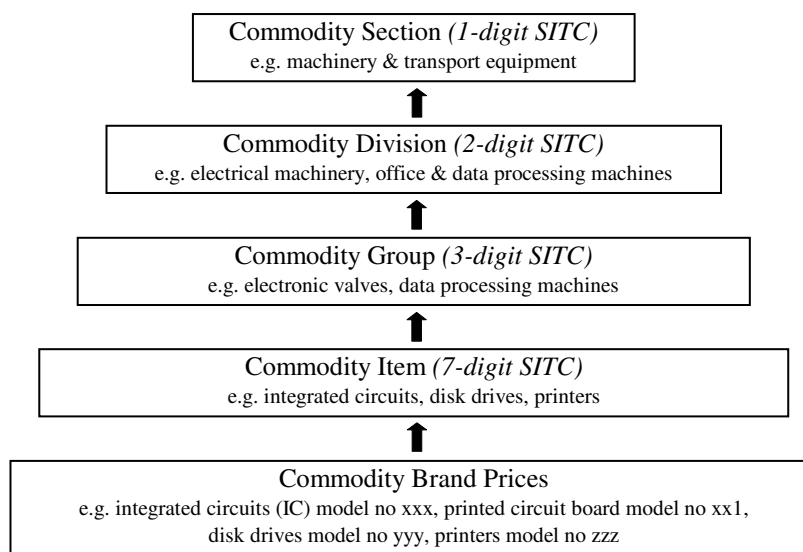 Commodity Section (1-digit SITC)
e.g. machinery & transport equipment
Commodity Division (2-digit SITC)
e.g. electrical machinery, office & data processing machines
Commodity Group (3-digit SITC)
e.g. electronic valves, data processing machines
Commodity Item (7-digit SITC)
e.g. integrated circuits, disk drives, printers
Commodity Brand Prices
e.g. integrated circuits (IC) model no xxx, printed circuit board model no xx1,
disk drives model no yyy, printers model no zzz